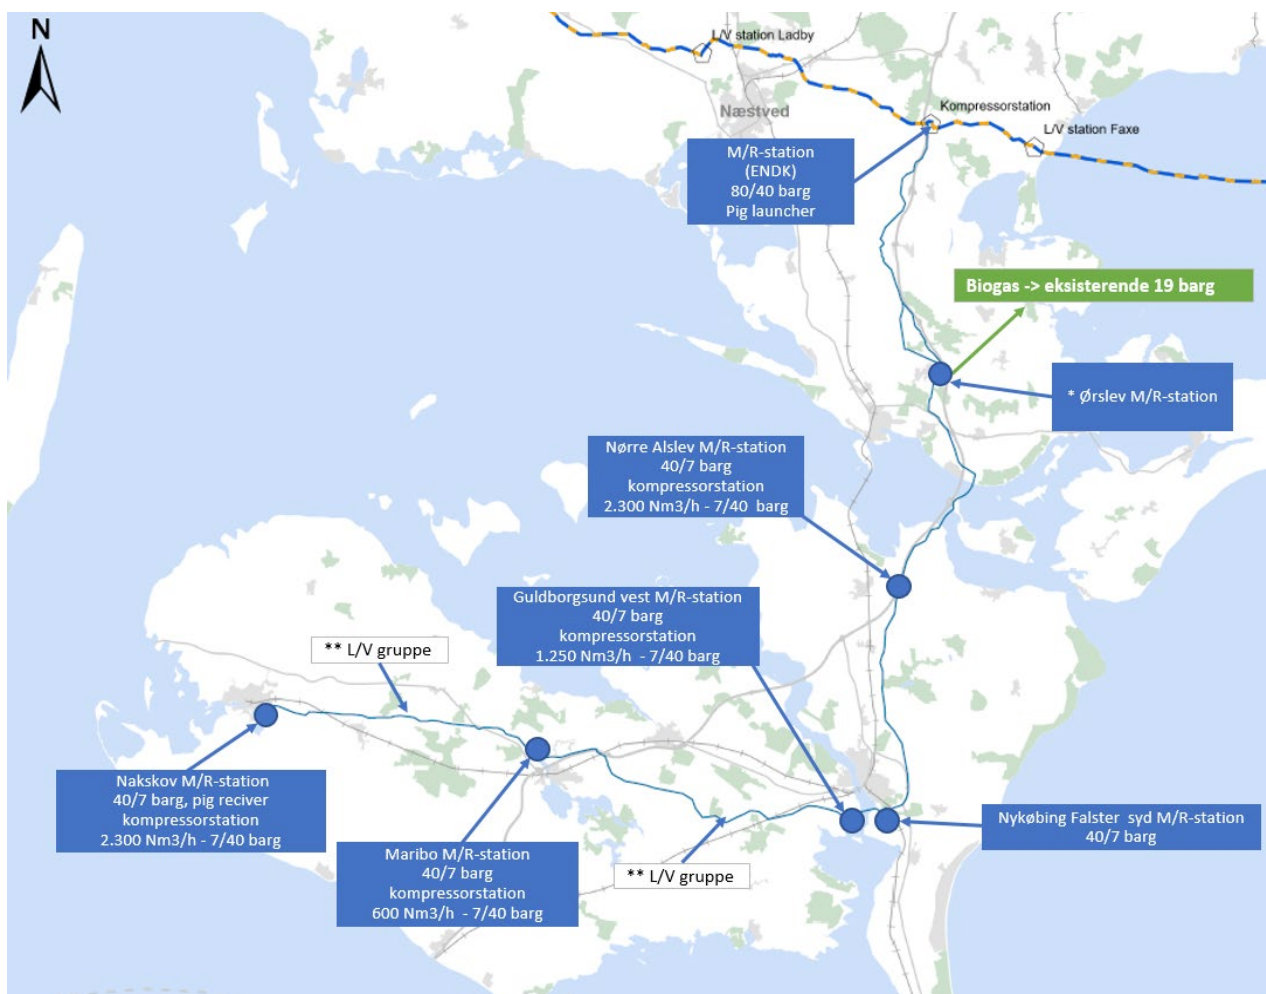 N
L/V station Ladby
Næstved
Kompressorstation
L/V station Faxe
M/R-station
(ENDK)
80/40 barg
Pig launcher
Biogas -> eksisterende 19 barg
* Ørslev M/R-station
Nørre Alslev M/R-station
40/7 barg
kompressorstation
2.300 Nm3/h - 7/40 barg
Guldborgsund vest M/R-station
40/7 barg
kompressorstation
1.250 Nm3/h - 7/40 barg
** L/V gruppe
Nakskov M/R-station
40/7 barg, pig reciver
kompressorstation
2.300 Nm3/h - 7/40 barg
Maribo M/R-station
40/7 barg
kompressorstation
600 Nm3/h - 7/40 barg
** L/V gruppe
Nykøbing Falster syd M/R-station
40/7 barg